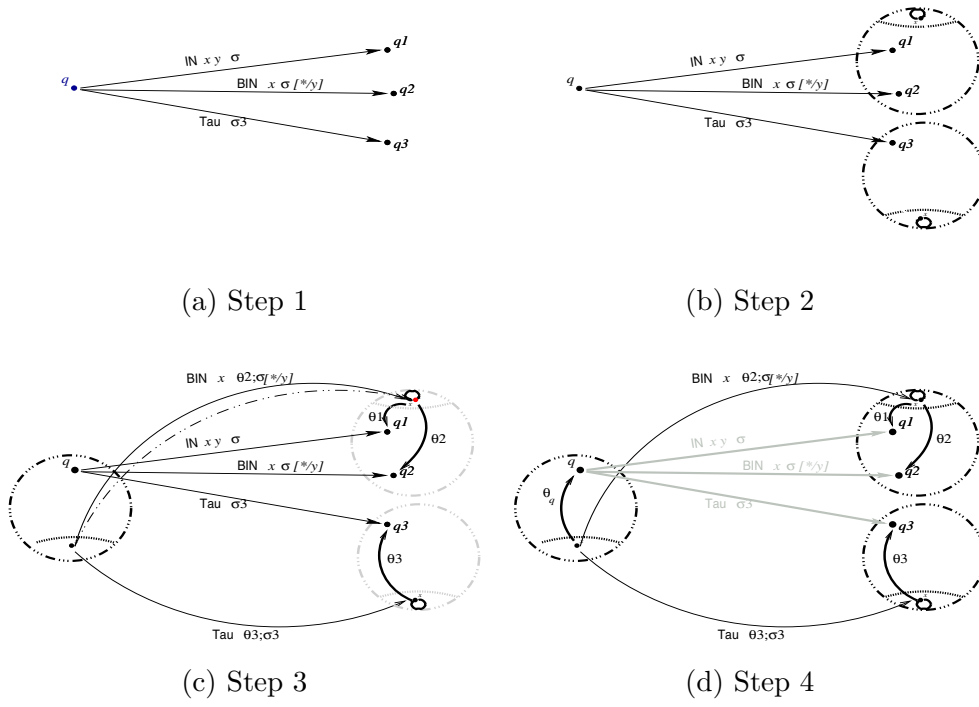 q
IN x y σ
q1
BIN x σ [*/y]
q2
Tau σ3
q3
(a) Step 1
q
IN x y σ
q1
BIN x σ [*/y]
q2
Tau σ3
q3
(b) Step 2
BIN x θ2;σ[*/y]
θ1
q1
θ2
IN x y σ
q
BIN x σ [*/y]
q2
Tau σ3
q3
θ3
Tau θ3;σ3
(c) Step 3
BIN x θ2;σ[*/y]
θ1
q1
θ2
IN x y σ
q
BIN x σ [*/y]
q2
θq
Tau σ3
q3
θ3
Tau θ3;σ3
(d) Step 4